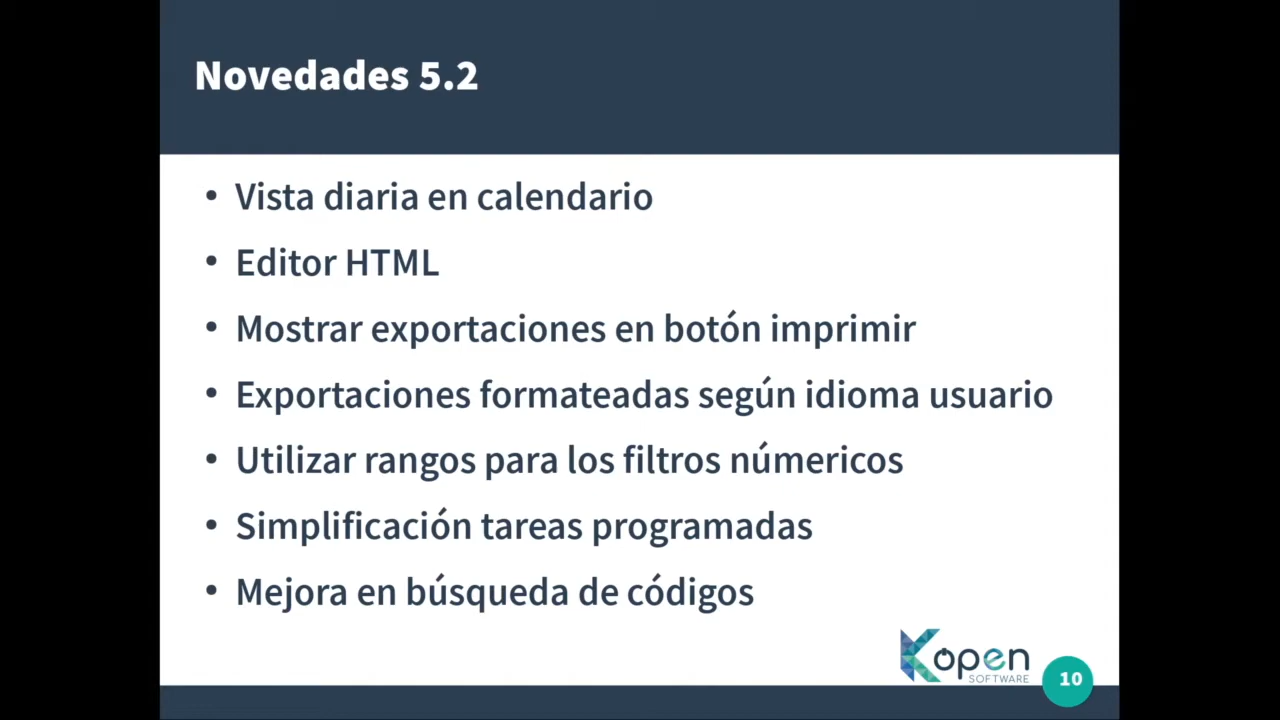 Novedades 5.2
• Vista diaria en calendario
• Editor HTML
• Mostrar exportaciones en botón imprimir
• Exportaciones formateadas según idioma usuario
• Utilizar rangos para los filtros númericos
• Simplificación tareas programadas
• Mejora en búsqueda de códigos
Kopen
SOFTWARE
10